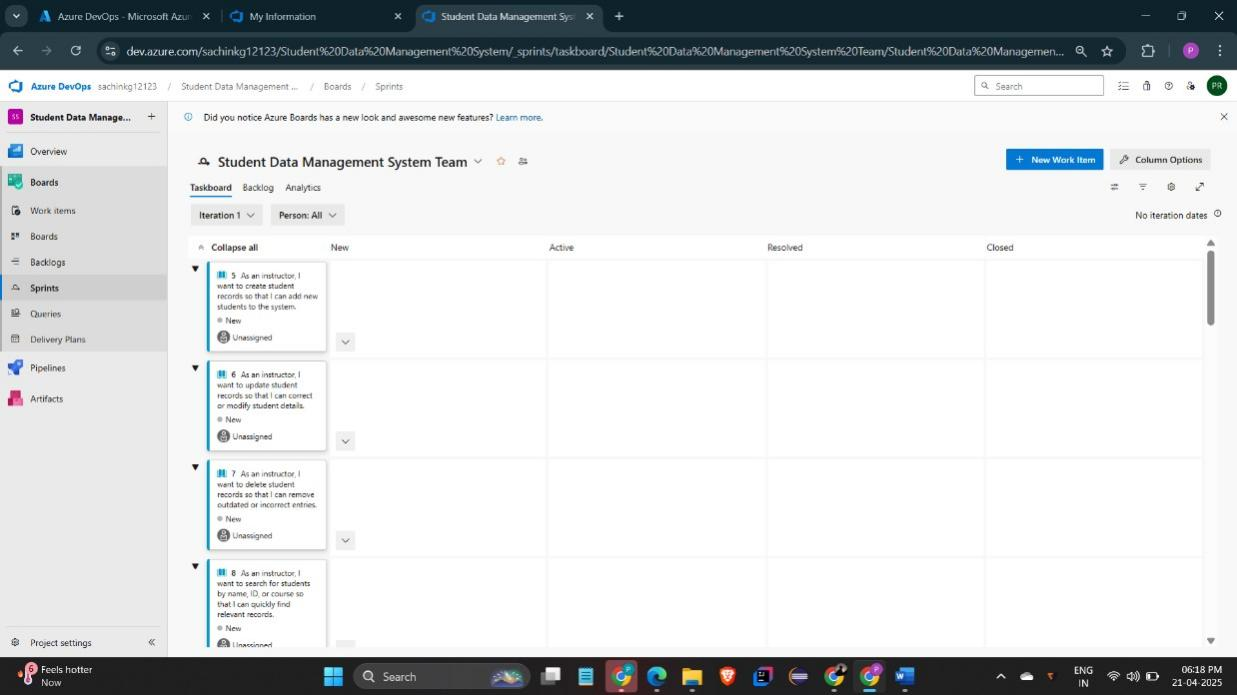 Azure DevOps - Microsoft Azur
My Information
Student Data Management Sys
dev.azure.com/sachinkg12123/Student%20Data%20Management%20System/_sprints/taskboard/Student%20Data%20Management%20System%20Team/Student%20Data%20Managemen...
P
Azure DevOps sachinkg12123 / Student Data Management ... / Boards / Sprints
Search
PR
SS Student Data Manage... +
Did you notice Azure Boards has a new look and awesome new features? Learn more.
Overview
Boards
Work items
Boards
Backlogs
Sprints
Queries
Delivery Plans
Pipelines
Artifacts
Project settings
Student Data Management System Team
+ New Work Item
Column Options
Taskboard Backlog Analytics
Iteration 1
Person: All
No iteration dates
Collapse all New Active Resolved Closed
5 As an instructor, I
want to create student
records so that I can add new
students to the system.
New
Unassigned
6 As an instructor, I
want to update student
records so that I can correct
or modify student details.
New
Unassigned
7 As an instructor, I
want to delete student
records so that I can remove
outdated or incorrect entries.
New
Unassigned
8 As an instructor, I
want to search for students
by name, ID, or course so
that I can quickly find
relevant records.
New
Unassigned
6
Feels hotter
Now
Search
ENG
IN
06:18 PM
21-04-2025